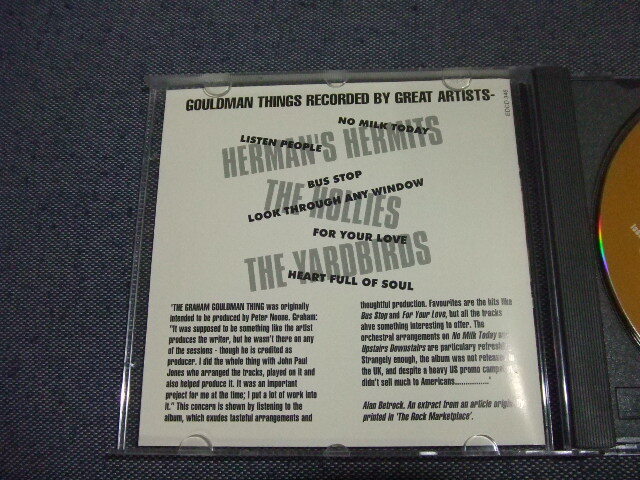 GOULDMAN THINGS RECORDED BY GREAT ARTISTS-
EDCD 346
NO MILK TODAY
LISTEN PEOPLE
HERMAN'S HERMITS
BUS STOP
THE HOLLIES
LOOK THROUGH ANY WINDOW
FOR YOUR LOVE
THE YARDBIRDS
HEART FULL OF SOUL
'THE GRAHAM GOULDMAN THING was originally
intended to be produced by Peter Noone. Graham:
"It was supposed to be something like the artist
produces the writer, but he wasn't there on any
of the sessions - though he is credited as
producer. I did the whole thing with John Paul
Jones who arranged the tracks, played on it and
also helped produce it. It was an important
project for me at the time; I put a lot of work into
it." This concern is shown by listening to the
album, which exudes tasteful arrangements and
thoughtful production. Favourites are the hits like
Bus Stop and For Your Love, but all the tracks
ahve something interesting to offer. The
orchestral arrangements on No Milk Today
Upstairs Downstairs are particulary
Strangely enough, the album was not
the UK, and despite a heavy US promo
didn't sell much to Americans.................'
Alan Betrock. An extract from an article
printed in 'The Rock Marketplace'.